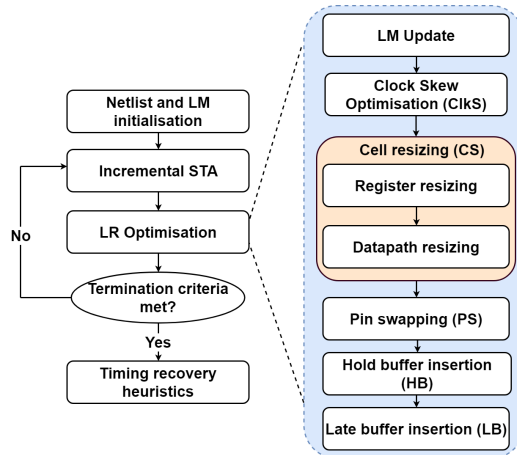 Netlist and LM
initialisation
Incremental STA
LR Optimisation
No
Termination criteria
met?
Yes
Timing recovery
heuristics
LM Update
Clock Skew
Optimisation (ClkS)
Cell resizing (CS)
Register resizing
Datapath resizing
Pin swapping (PS)
Hold buffer insertion
(HB)
Late buffer insertion (LB)